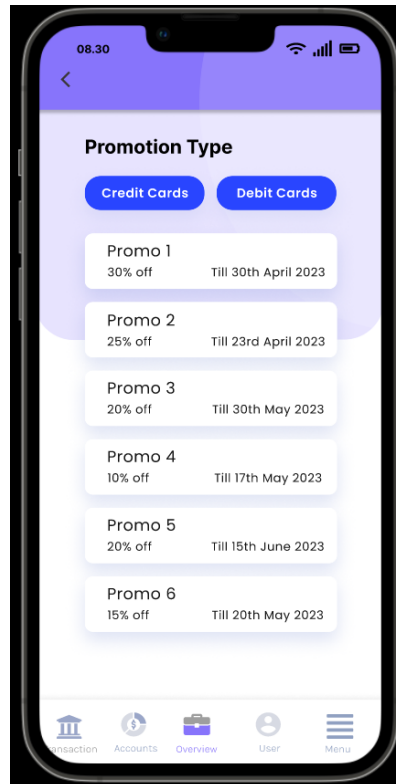 08.30
Promotion Type
Credit Cards Debit Cards
Promo 1
30% off Till 30th April 2023
Promo 2
25% off Till 23rd April 2023
Promo 3
20% off Till 30th May 2023
Promo 4
10% off Till 17th May 2023
Promo 5
20% off Till 15th June 2023
Promo 6
15% off Till 20th May 2023
ansaction Accounts Overview User Menu